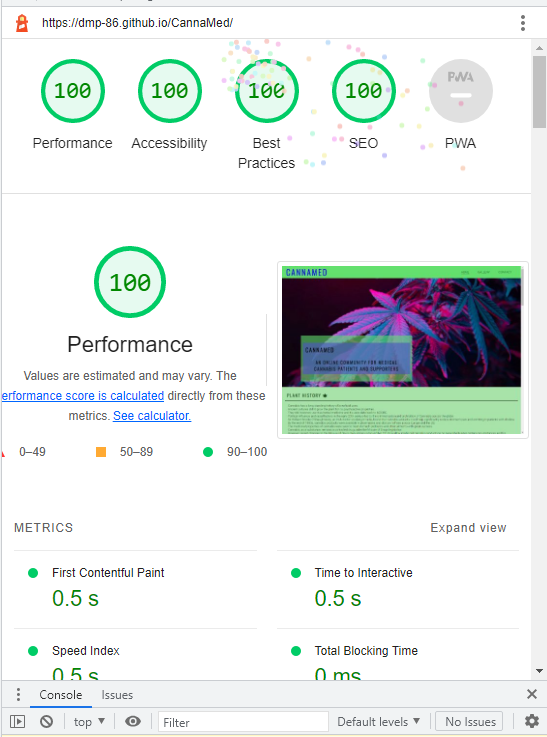 https://dmp-86.github.io/CannaMed/
100 100 100 100 PWA
Performance Accessibility Best Practices SEO PWA
100
Performance
Values are estimated and may vary. The
erformance score is calculated directly from these
metrics. See calculator.
0–49 50–89 90–100
CANNAMED
CANNAMED
AN ONLINE COMMUNITY FOR MEDICAL
CANNABIS PATIENTS AND SUPPORTERS
PLANT HISTORY
METRICS Expand view
First Contentful Paint Time to Interactive
0.5 s 0.5 s
Speed Index Total Blocking Time
0.5 s 0 ms
Console Issues
top Filter Default levels No Issues